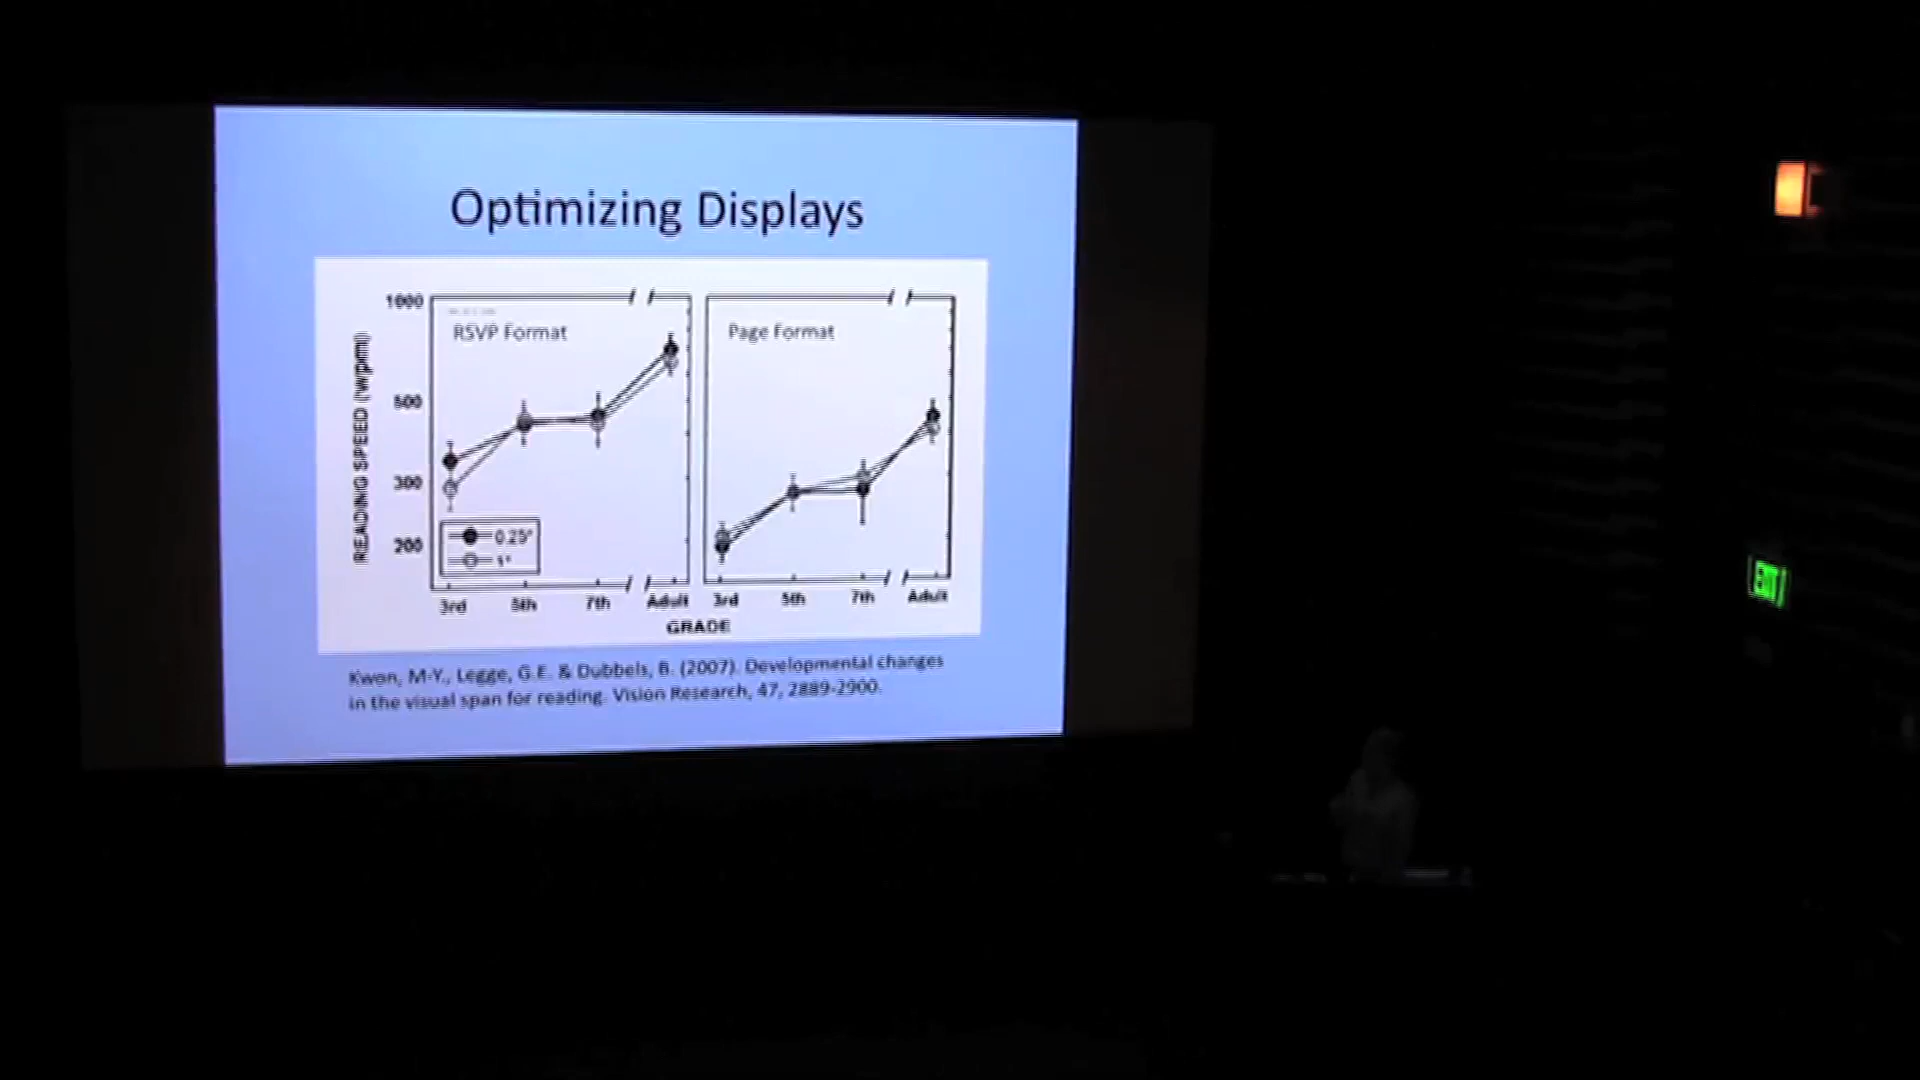 Optimizing Displays
1000
500
300
200
READING SPEED (wpm)
RSVP Format
0.25°
1°
3rd
5th
7th
Adult
Page Format
3rd
5th
7th
Adult
GRADE
Kwon, M-Y., Legge, G.E. & Dubbels, B. (2007). Developmental changes
in the visual span for reading. Vision Research, 47, 2889-2900.
EXIT